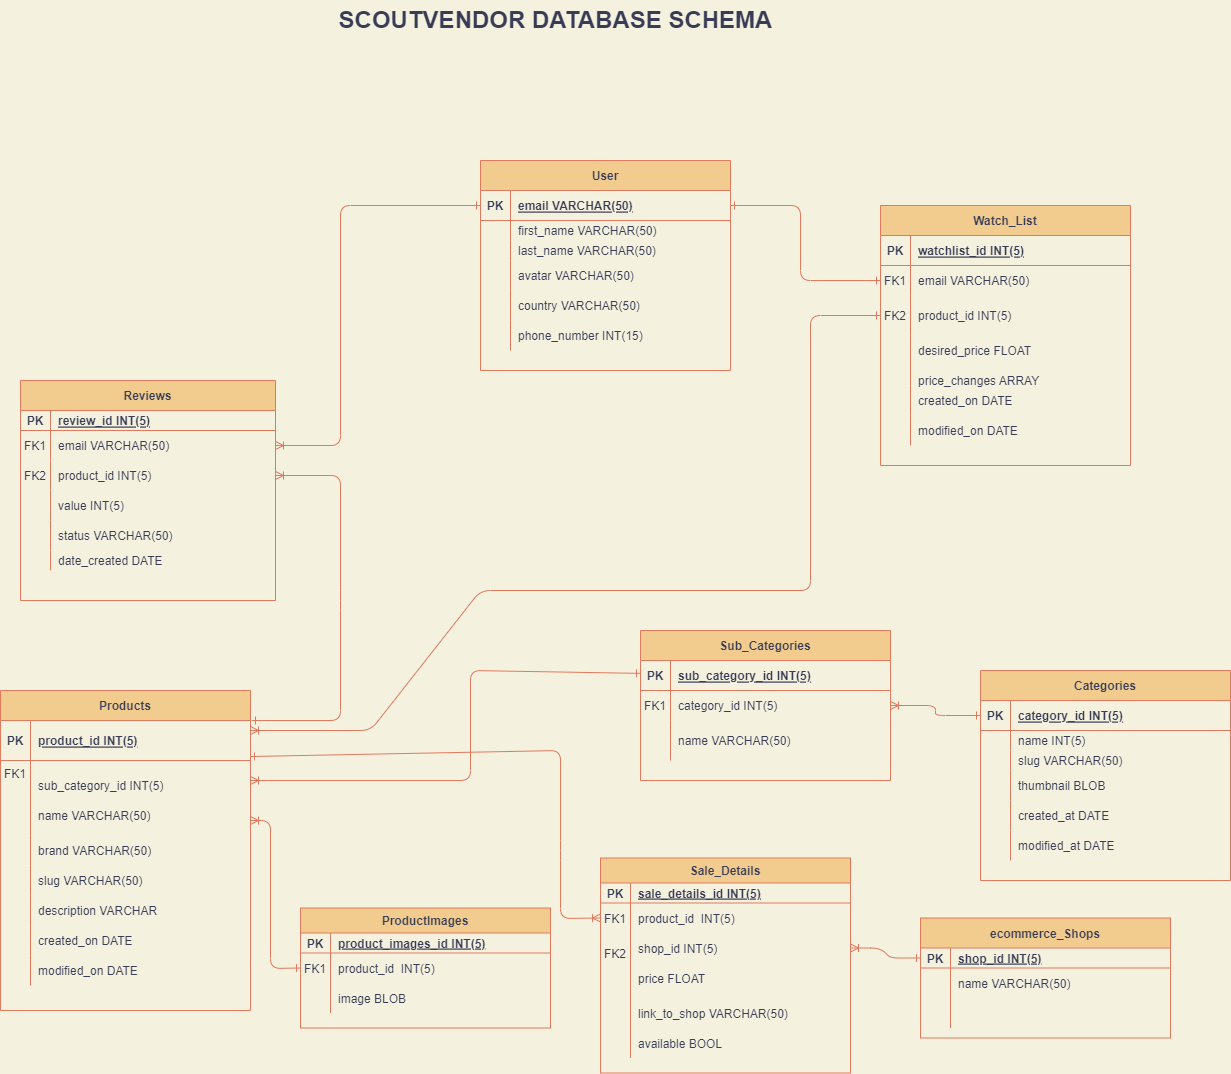 SCOUTVENDOR DATABASE SCHEMA
User
PK email VARCHAR(50)
first_name VARCHAR(50)
last_name VARCHAR(50)
avatar VARCHAR(50)
country VARCHAR(50)
phone_number INT(15)
Watch_List
PK watchlist_id INT(5)
FK1 email VARCHAR(50)
FK2 product_id INT(5)
desired_price FLOAT
price_changes ARRAY
created_on DATE
modified_on DATE
Reviews
PK review_id INT(5)
FK1 email VARCHAR(50)
FK2 product_id INT(5)
value INT(5)
status VARCHAR(50)
date_created DATE
Sub_Categories
PK sub_category_id INT(5)
FK1 category_id INT(5)
name VARCHAR(50)
Categories
PK category_id INT(5)
name INT(5)
slug VARCHAR(50)
thumbnail BLOB
created_at DATE
modified_at DATE
Products
PK product_id INT(5)
FK1
sub_category_id INT(5)
name VARCHAR(50)
brand VARCHAR(50)
slug VARCHAR(50)
description VARCHAR
created_on DATE
modified_on DATE
ProductImages
PK product_images_id INT(5)
FK1 product_id INT(5)
image BLOB
Sale_Details
PK sale_details_id INT(5)
FK1 product_id INT(5)
FK2 shop_id INT(5)
price FLOAT
link_to_shop VARCHAR(50)
available BOOL
ecommerce_Shops
PK shop_id INT(5)
name VARCHAR(50)